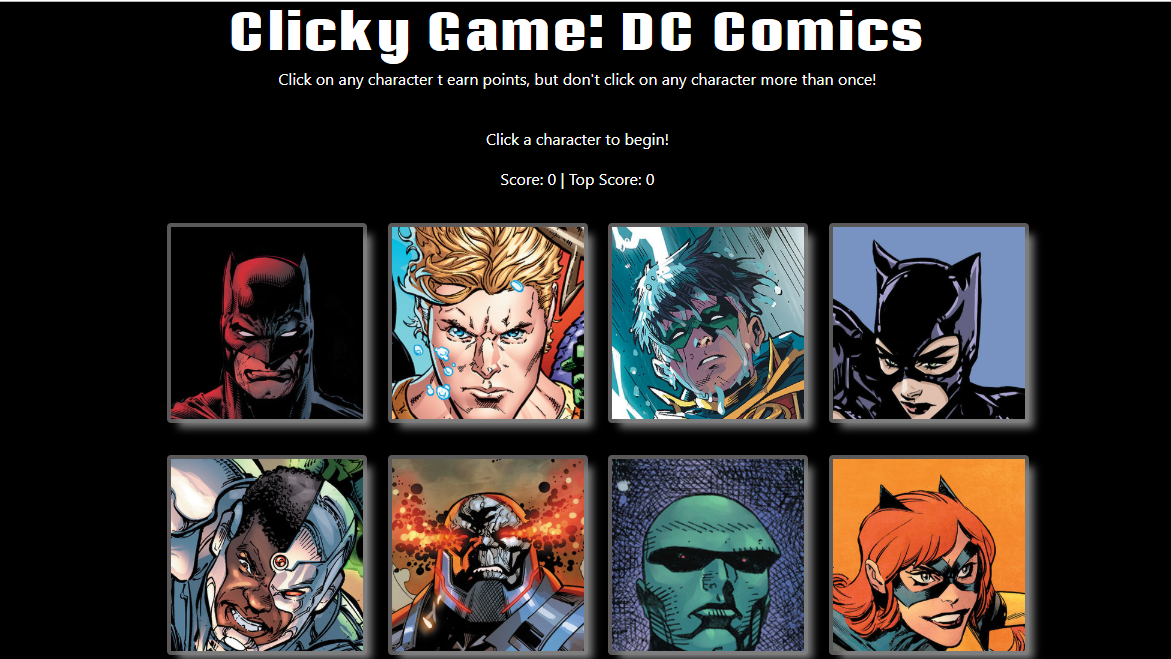 Clicky Game: DC Comics
Click on any character t earn points, but don't click on any character more than once!
Click a character to begin!
Score: 0 | Top Score: 0